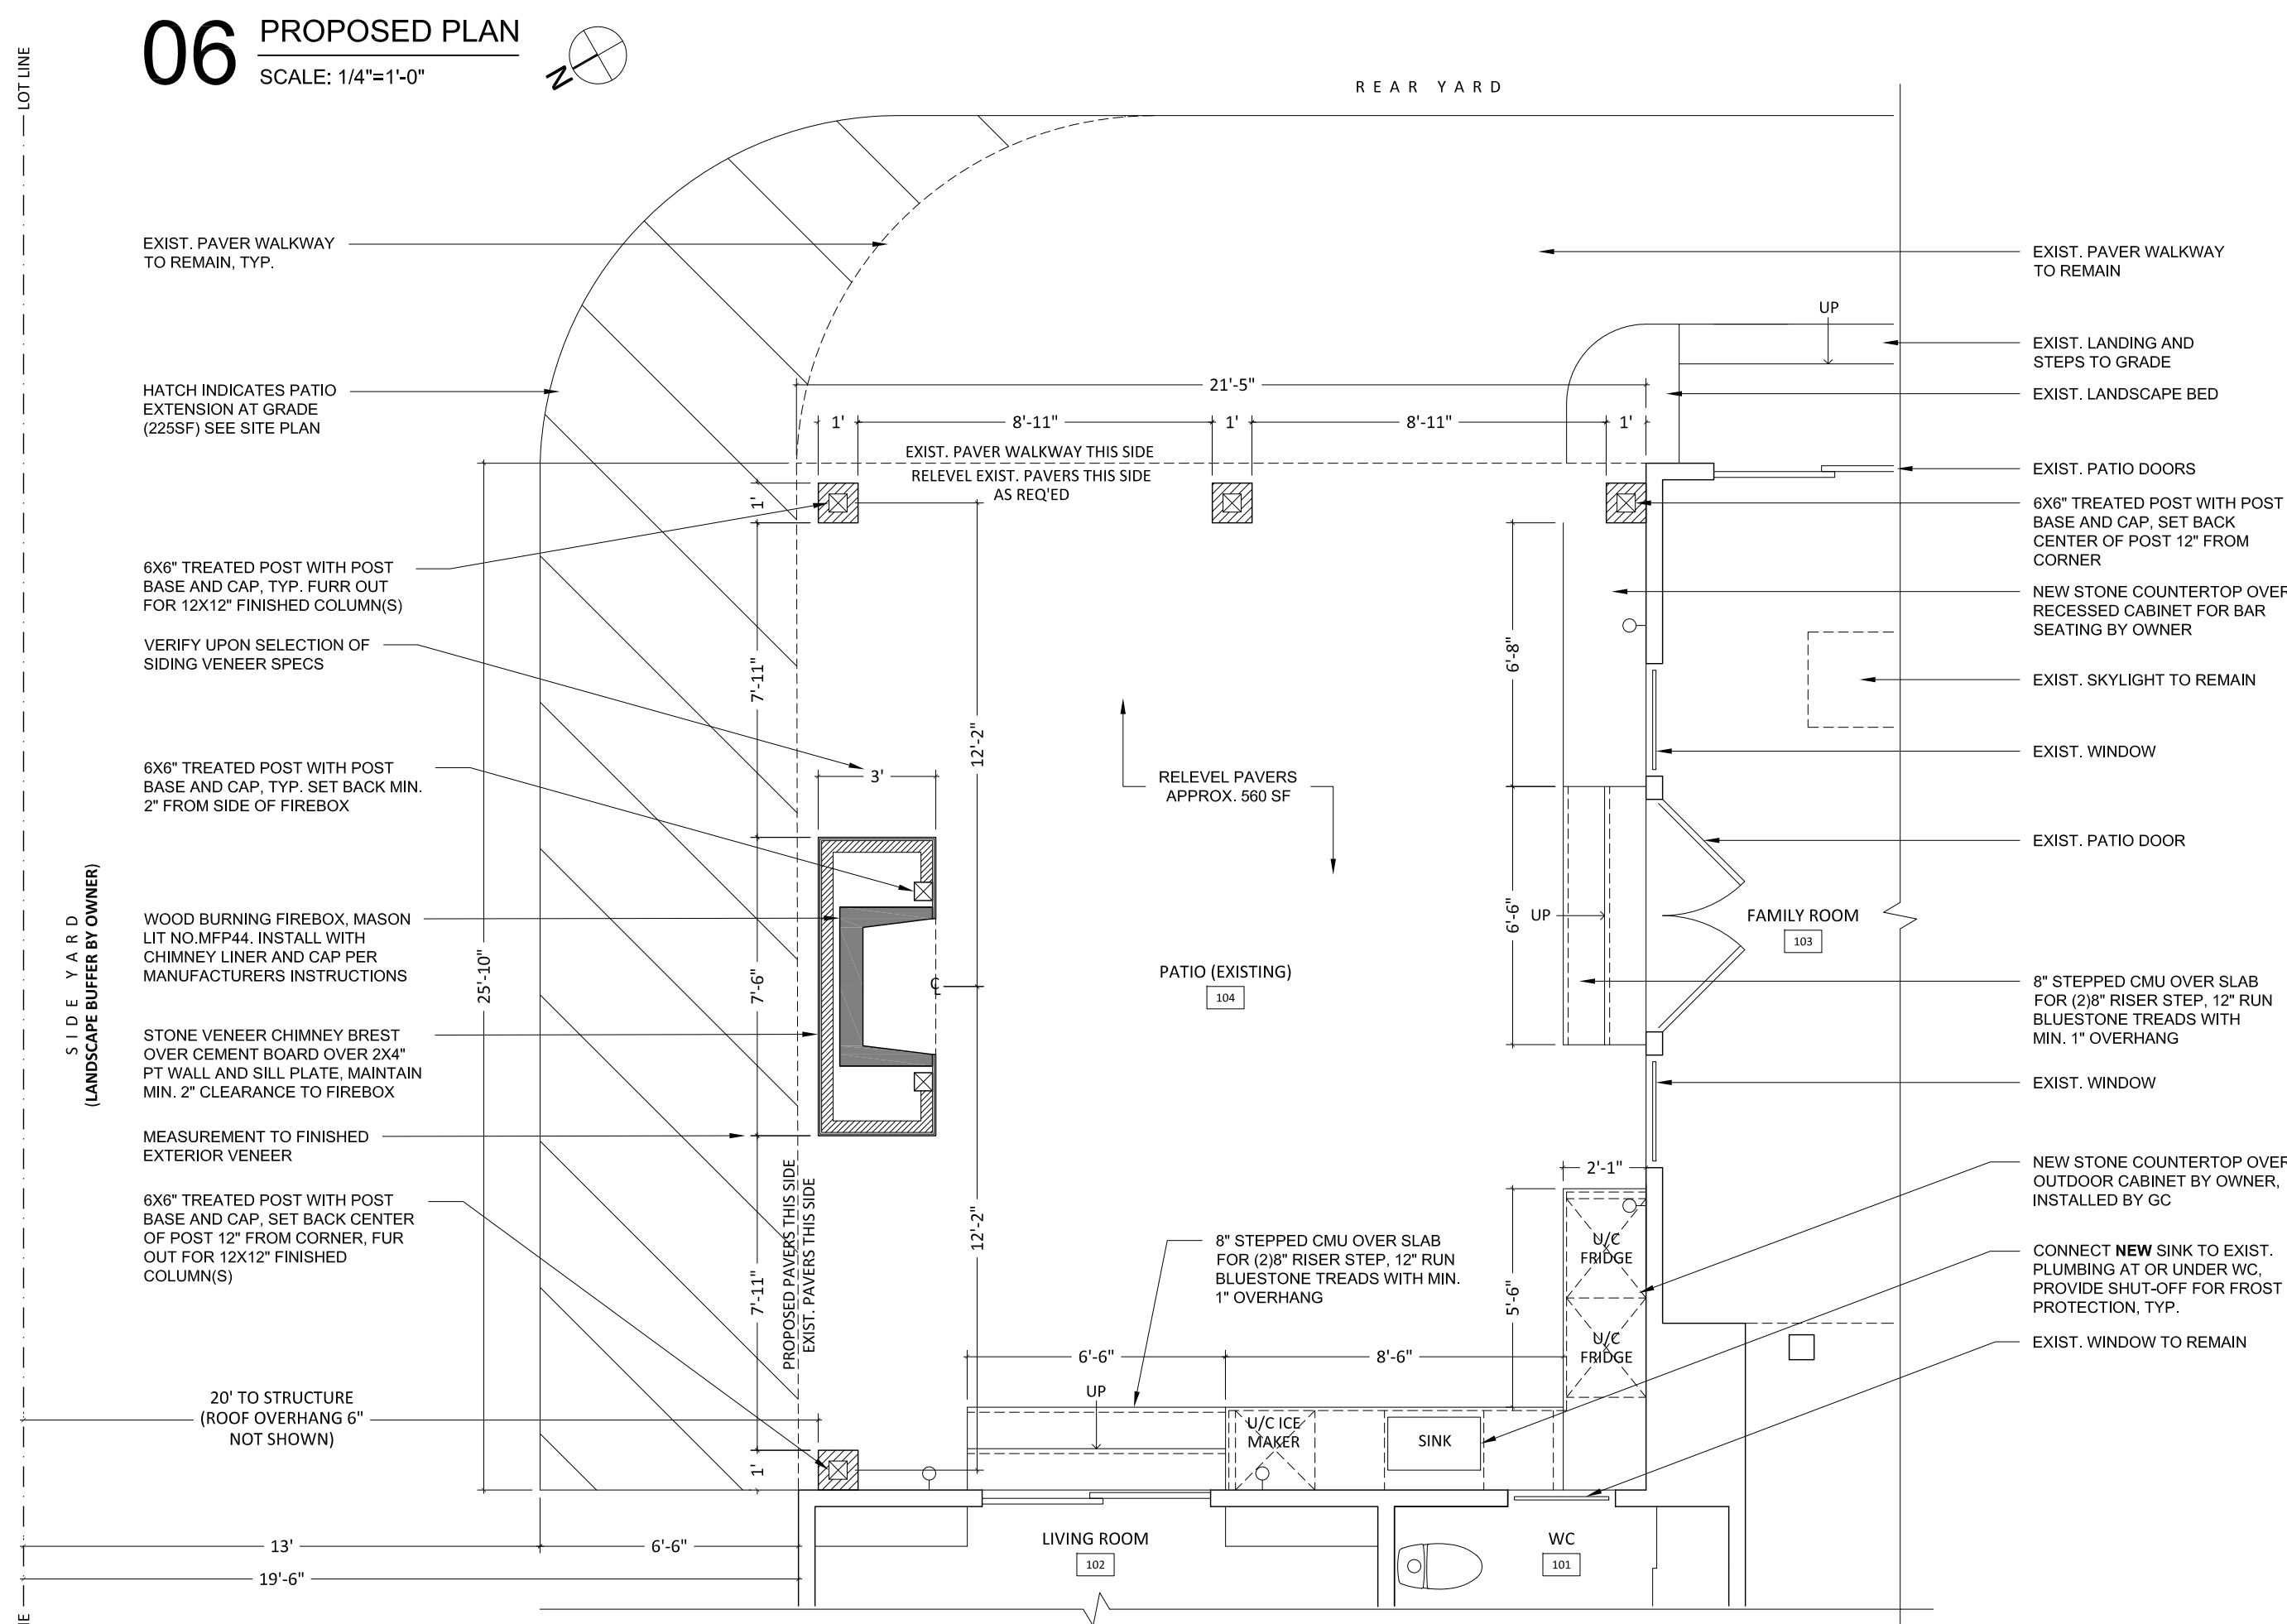 06 PROPOSED PLAN
SCALE: 1/4"=1'-0"
N
LOT LINE
REAR YARD
EXIST. PAVER WALKWAY
TO REMAIN, TYP.
HATCH INDICATES PATIO
EXTENSION AT GRADE
(225SF) SEE SITE PLAN
6X6" TREATED POST WITH POST
BASE AND CAP, TYP. FURR OUT
FOR 12X12" FINISHED COLUMN(S)
VERIFY UPON SELECTION OF
SIDING VENEER SPECS
6X6" TREATED POST WITH POST
BASE AND CAP, TYP. SET BACK MIN.
2" FROM SIDE OF FIREBOX
WOOD BURNING FIREBOX, MASON
LIT NO.MFP44. INSTALL WITH
CHIMNEY LINER AND CAP PER
MANUFACTURERS INSTRUCTIONS
STONE VENEER CHIMNEY BREST
OVER CEMENT BOARD OVER 2X4"
PT WALL AND SILL PLATE, MAINTAIN
MIN. 2" CLEARANCE TO FIREBOX
MEASUREMENT TO FINISHED
EXTERIOR VENEER
6X6" TREATED POST WITH POST
BASE AND CAP, SET BACK CENTER
OF POST 12" FROM CORNER, FUR
OUT FOR 12X12" FINISHED
COLUMN(S)
SIDE YARD
(LANDSCAPE BUFFER BY OWNER)
20' TO STRUCTURE
(ROOF OVERHANG 6"
NOT SHOWN)
13'
6'-6"
19'-6"
25'-10"
21'-5"
1'
8'-11"
1'
8'-11"
1'
EXIST. PAVER WALKWAY THIS SIDE
RELEVEL EXIST. PAVERS THIS SIDE
AS REQ'ED
1'
7'-11"
7'-6"
7'-11"
1'
3'
12'-2"
12'-2"
CL
PROPOSED PAVERS THIS SIDE
EXIST. PAVERS THIS SIDE
RELEVEL PAVERS
APPROX. 560 SF
PATIO (EXISTING)
104
6'-8"
6'-6"
UP
5'-6"
2'-1"
8" STEPPED CMU OVER SLAB
FOR (2)8" RISER STEP, 12" RUN
BLUESTONE TREADS WITH MIN.
1" OVERHANG
6'-6"
8'-6"
UP
U/C ICE
MAKER
SINK
U/C
FRIDGE
U/C
FRIDGE
LIVING ROOM
102
WC
101
FAMILY ROOM
103
UP
EXIST. PAVER WALKWAY
TO REMAIN
EXIST. LANDING AND
STEPS TO GRADE
EXIST. LANDSCAPE BED
EXIST. PATIO DOORS
6X6" TREATED POST WITH POST
BASE AND CAP, SET BACK
CENTER OF POST 12" FROM
CORNER
NEW STONE COUNTERTOP OVER
RECESSED CABINET FOR BAR
SEATING BY OWNER
EXIST. SKYLIGHT TO REMAIN
EXIST. WINDOW
EXIST. PATIO DOOR
8" STEPPED CMU OVER SLAB
FOR (2)8" RISER STEP, 12" RUN
BLUESTONE TREADS WITH
MIN. 1" OVERHANG
EXIST. WINDOW
NEW STONE COUNTERTOP OVER
OUTDOOR CABINET BY OWNER,
INSTALLED BY GC
CONNECT NEW SINK TO EXIST.
PLUMBING AT OR UNDER WC,
PROVIDE SHUT-OFF FOR FROST
PROTECTION, TYP.
EXIST. WINDOW TO REMAIN